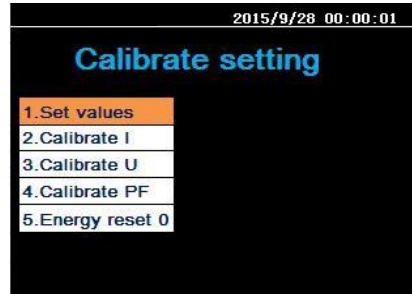 2015/9/28 00:00:01
Calibrate setting
1.Set values
2.Calibrate I
3.Calibrate U
4.Calibrate PF
5.Energy reset 0